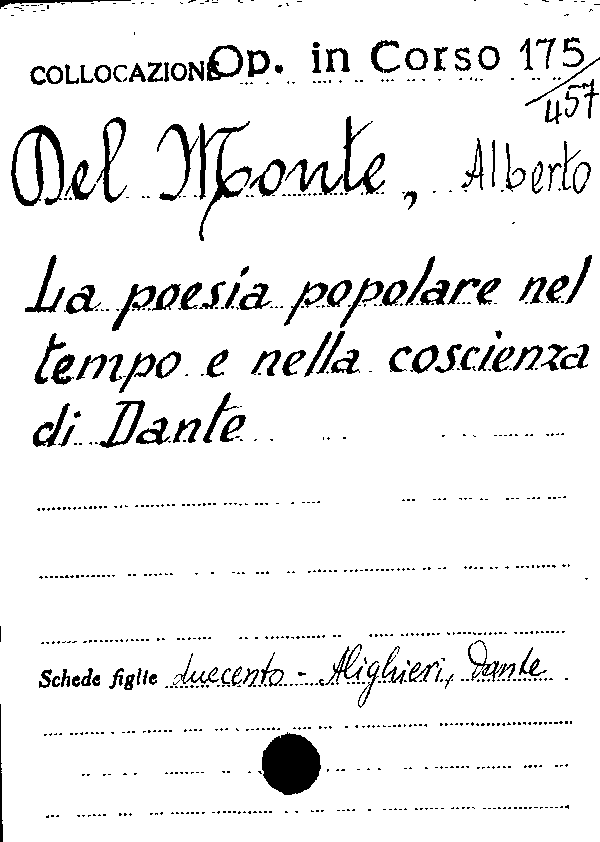 COLLOCAZIONE Op. in Corso 175/457
Del Monte, Alberto
La poesia popolare nel
tempo e nella coscienza
di Dante
Schede figlie duecento - Alighieri, Dante